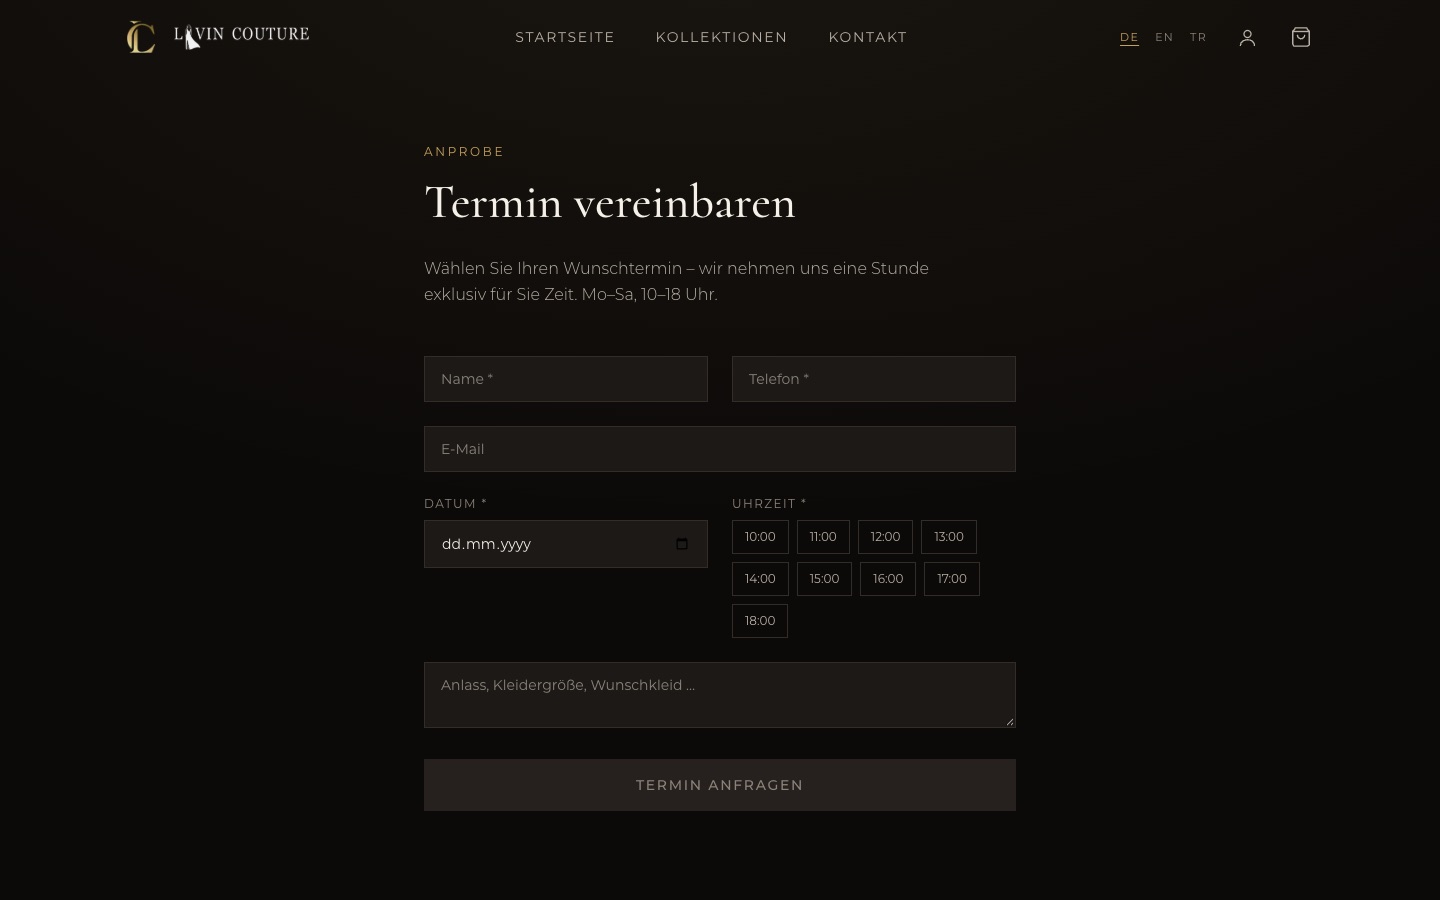 LAVIN COUTURE
STARTSEITE KOLLEKTIONEN KONTAKT
DE EN TR
ANPROBE
Termin vereinbaren
Wählen Sie Ihren Wunschtermin – wir nehmen uns eine Stunde
exklusiv für Sie Zeit. Mo–Sa, 10–18 Uhr.
Name * Telefon *
E-Mail
DATUM * UHRZEIT *
dd.mm.yyyy
10:00 11:00 12:00 13:00
14:00 15:00 16:00 17:00
18:00
Anlass, Kleidergröße, Wunschkleid ...
TERMIN ANFRAGEN